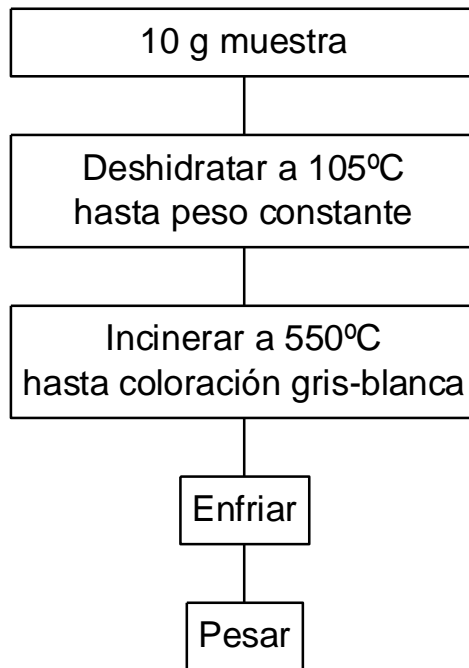 10 g muestra
Deshidratar a 105ºC
hasta peso constante
Incinerar a 550ºC
hasta coloración gris-blanca
Enfriar
Pesar